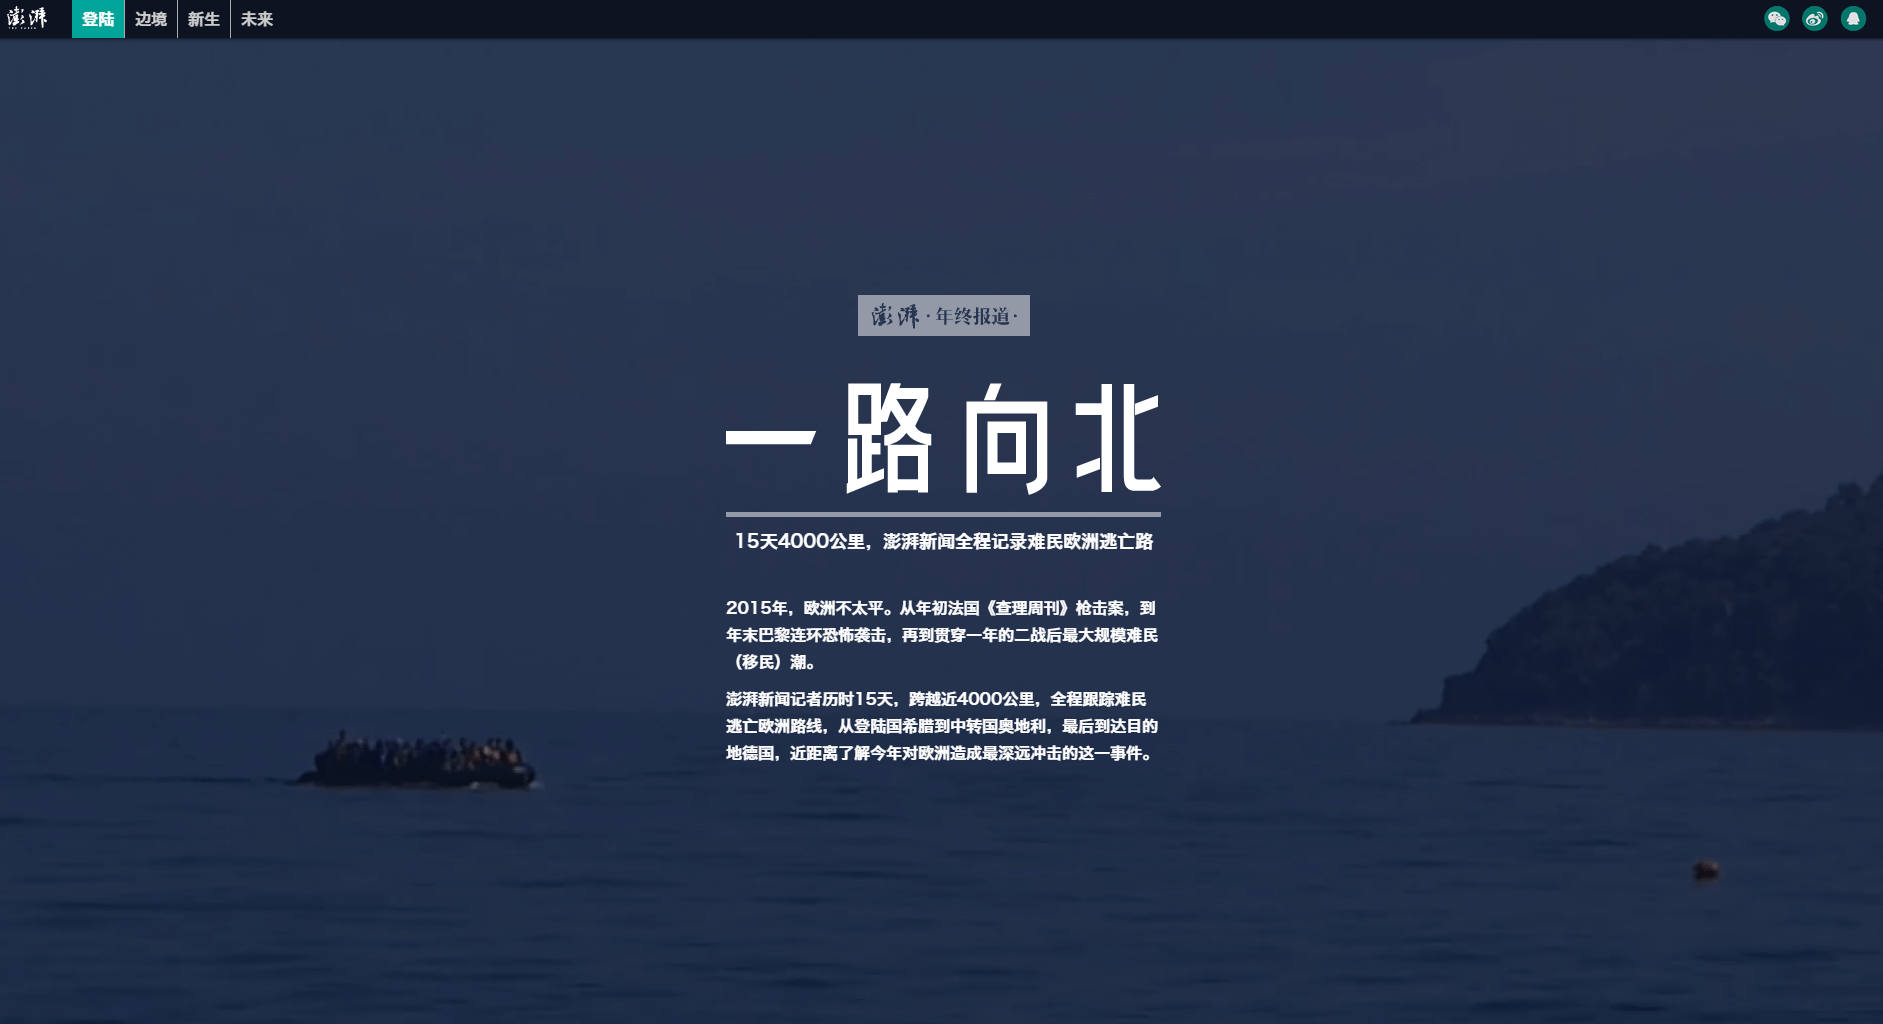 澎湃
登陆 边境 新生 未来
澎湃·年终报道·
一路向北
15天4000公里，澎湃新闻全程记录难民欧洲逃亡路
2015年，欧洲不太平。从年初法国《查理周刊》枪击案，到
年末巴黎连环恐怖袭击，再到贯穿一年的二战后最大规模难民
（移民）潮。
澎湃新闻记者历时15天，跨越近4000公里，全程跟踪难民
逃亡欧洲路线，从登陆国希腊到中转国奥地利，最后到达目的
地德国，近距离了解今年对欧洲造成最深远冲击的这一事件。